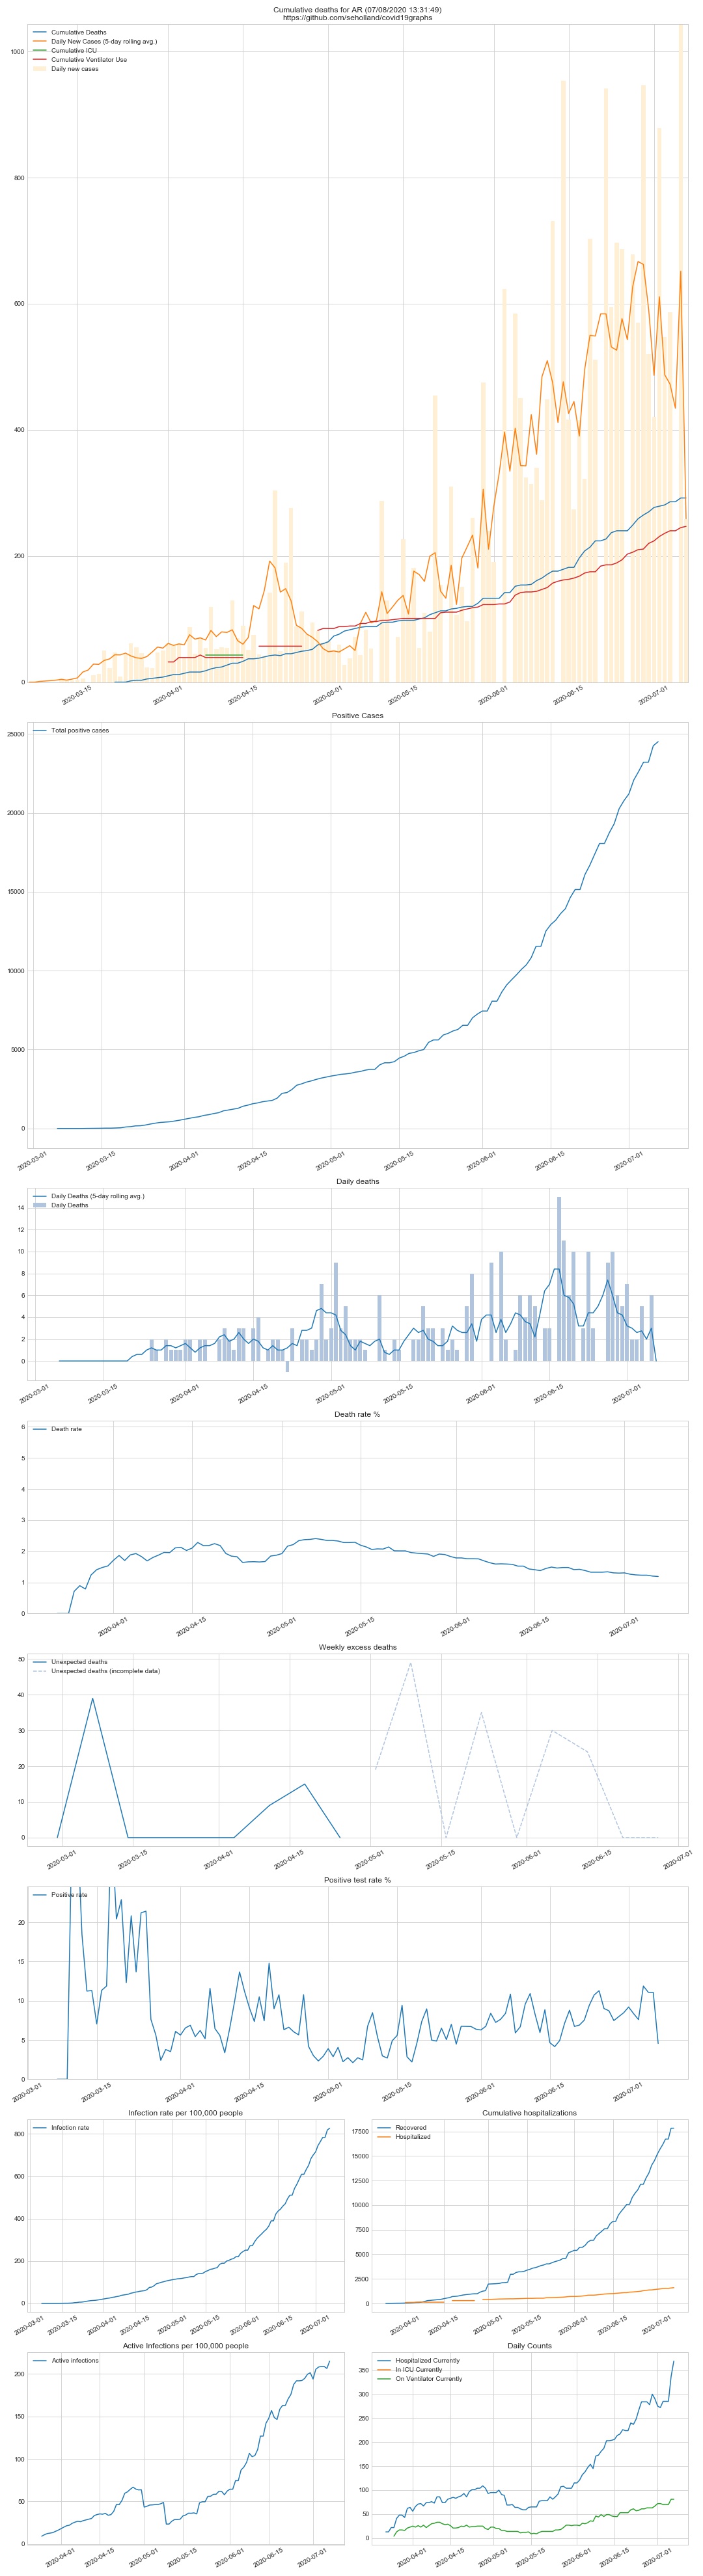 Cumulative deaths for AR (07/08/2020 13:31:49)
https://github.com/seholland/covid19graphs
Cumulative Deaths
Daily New Cases (5-day rolling avg.)
Cumulative ICU
Cumulative Ventilator Use
Daily new cases
1000
800
600
400
200
0
2020-03-15 2020-04-01 2020-04-15 2020-05-01 2020-05-15 2020-06-01 2020-06-15 2020-07-01
Positive Cases
Total positive cases
25000
20000
15000
10000
5000
0
2020-03-01 2020-03-15 2020-04-01 2020-04-15 2020-05-01 2020-05-15 2020-06-01 2020-06-15 2020-07-01
Daily deaths
Daily Deaths (5-day rolling avg.)
Daily Deaths
14
12
10
8
6
4
2
0
2020-03-01 2020-03-15 2020-04-01 2020-04-15 2020-05-01 2020-05-15 2020-06-01 2020-06-15 2020-07-01
Death rate %
Death rate
6
5
4
3
2
1
0
2020-04-01 2020-04-15 2020-05-01 2020-05-15 2020-06-01 2020-06-15 2020-07-01
Weekly excess deaths
Unexpected deaths
Unexpected deaths (incomplete data)
50
40
30
20
10
0
2020-03-01 2020-03-15 2020-04-01 2020-04-15 2020-05-01 2020-05-15 2020-06-01 2020-06-15 2020-07-01
Positive test rate %
Positive rate
20
15
10
5
0
2020-03-01 2020-03-15 2020-04-01 2020-04-15 2020-05-01 2020-05-15 2020-06-01 2020-06-15 2020-07-01
Infection rate per 100,000 people
Infection rate
800
600
400
200
0
2020-03-01 2020-03-15 2020-04-01 2020-04-15 2020-05-01 2020-05-15 2020-06-01 2020-06-15 2020-07-01
Cumulative hospitalizations
Recovered
Hospitalized
17500
15000
12500
10000
7500
5000
2500
0
2020-04-01 2020-04-15 2020-05-01 2020-05-15 2020-06-01 2020-06-15 2020-07-01
Active Infections per 100,000 people
Active infections
200
150
100
50
0
2020-04-01 2020-04-15 2020-05-01 2020-05-15 2020-06-01 2020-06-15 2020-07-01
Daily Counts
Hospitalized Currently
In ICU Currently
On Ventilator Currently
350
300
250
200
150
100
50
0
2020-04-01 2020-04-15 2020-05-01 2020-05-15 2020-06-01 2020-06-15 2020-07-01